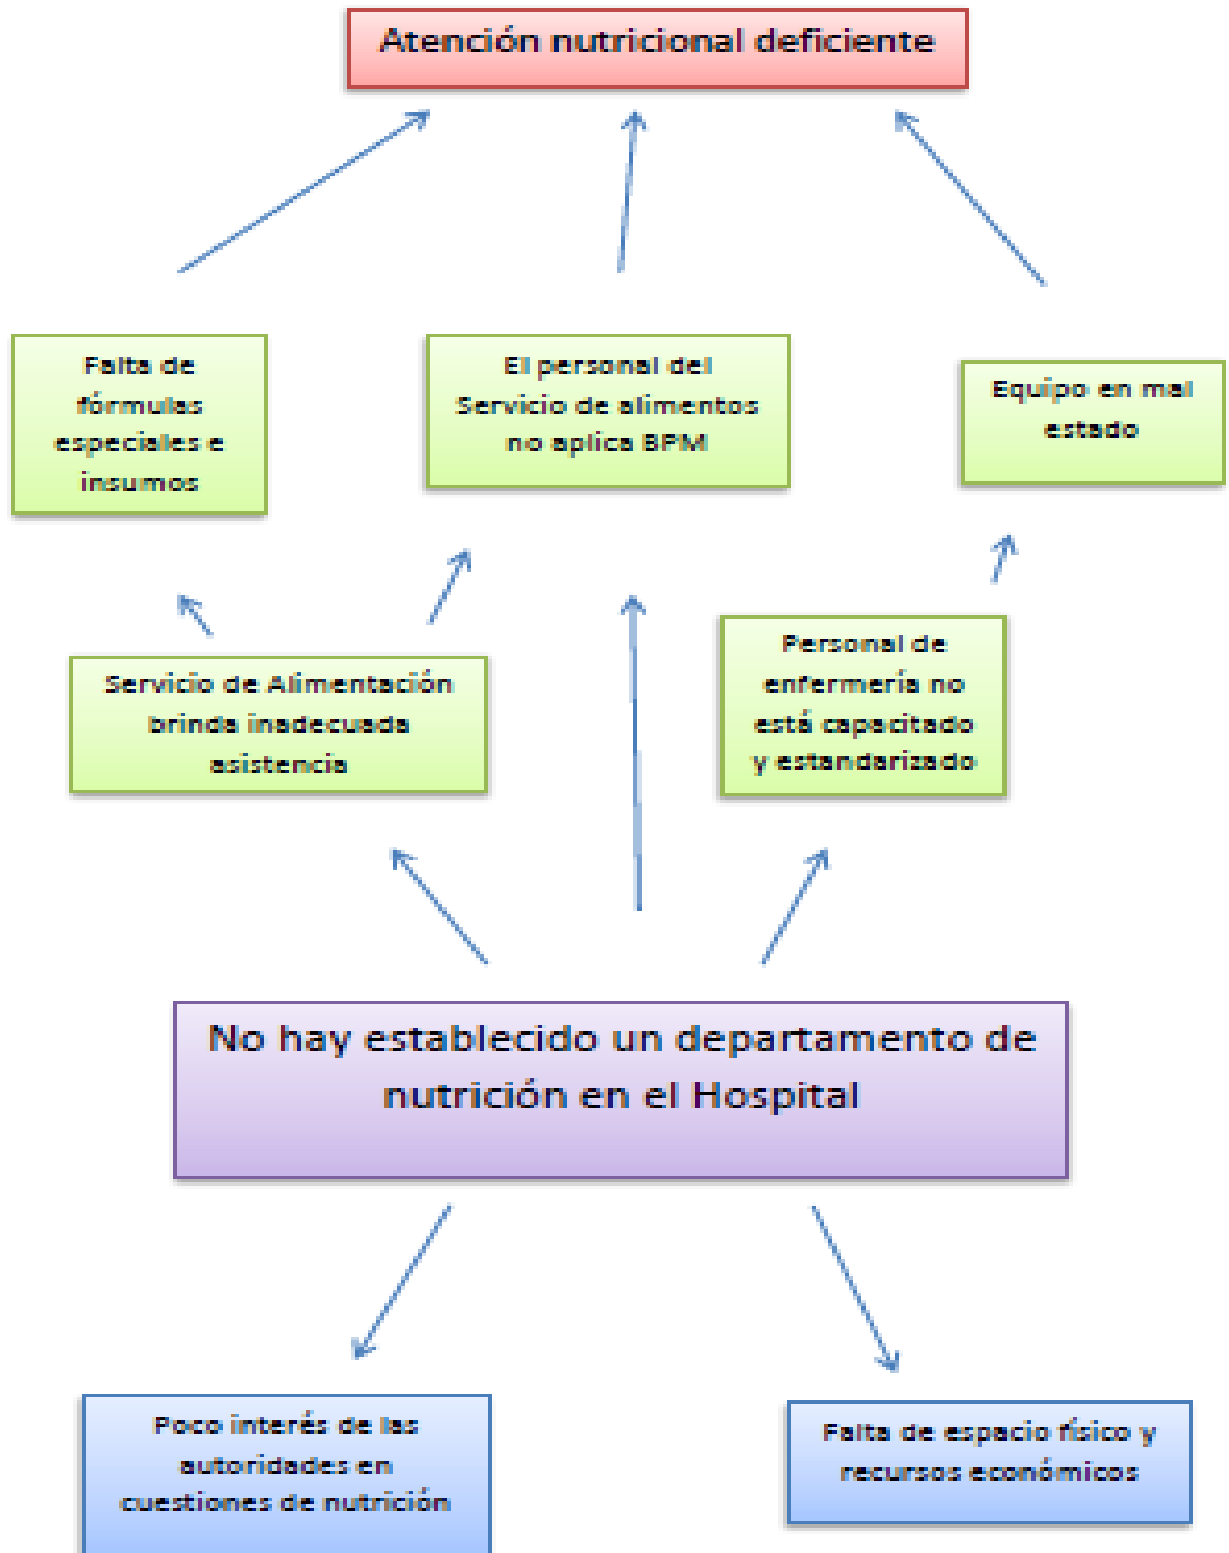 Atención nutricional deficiente
Falta de
fórmulas
especiales e
insumos
El personal del
Servicio de alimentos
no aplica BPM
Equipo en mal
estado
Servicio de Alimentación
brinda inadecuada
asistencia
Personal de
enfermería no
está capacitado
y estandarizado
No hay establecido un departamento de
nutrición en el Hospital
Poco interés de las
autoridades en
cuestiones de nutrición
Falta de espacio físico y
recursos económicos